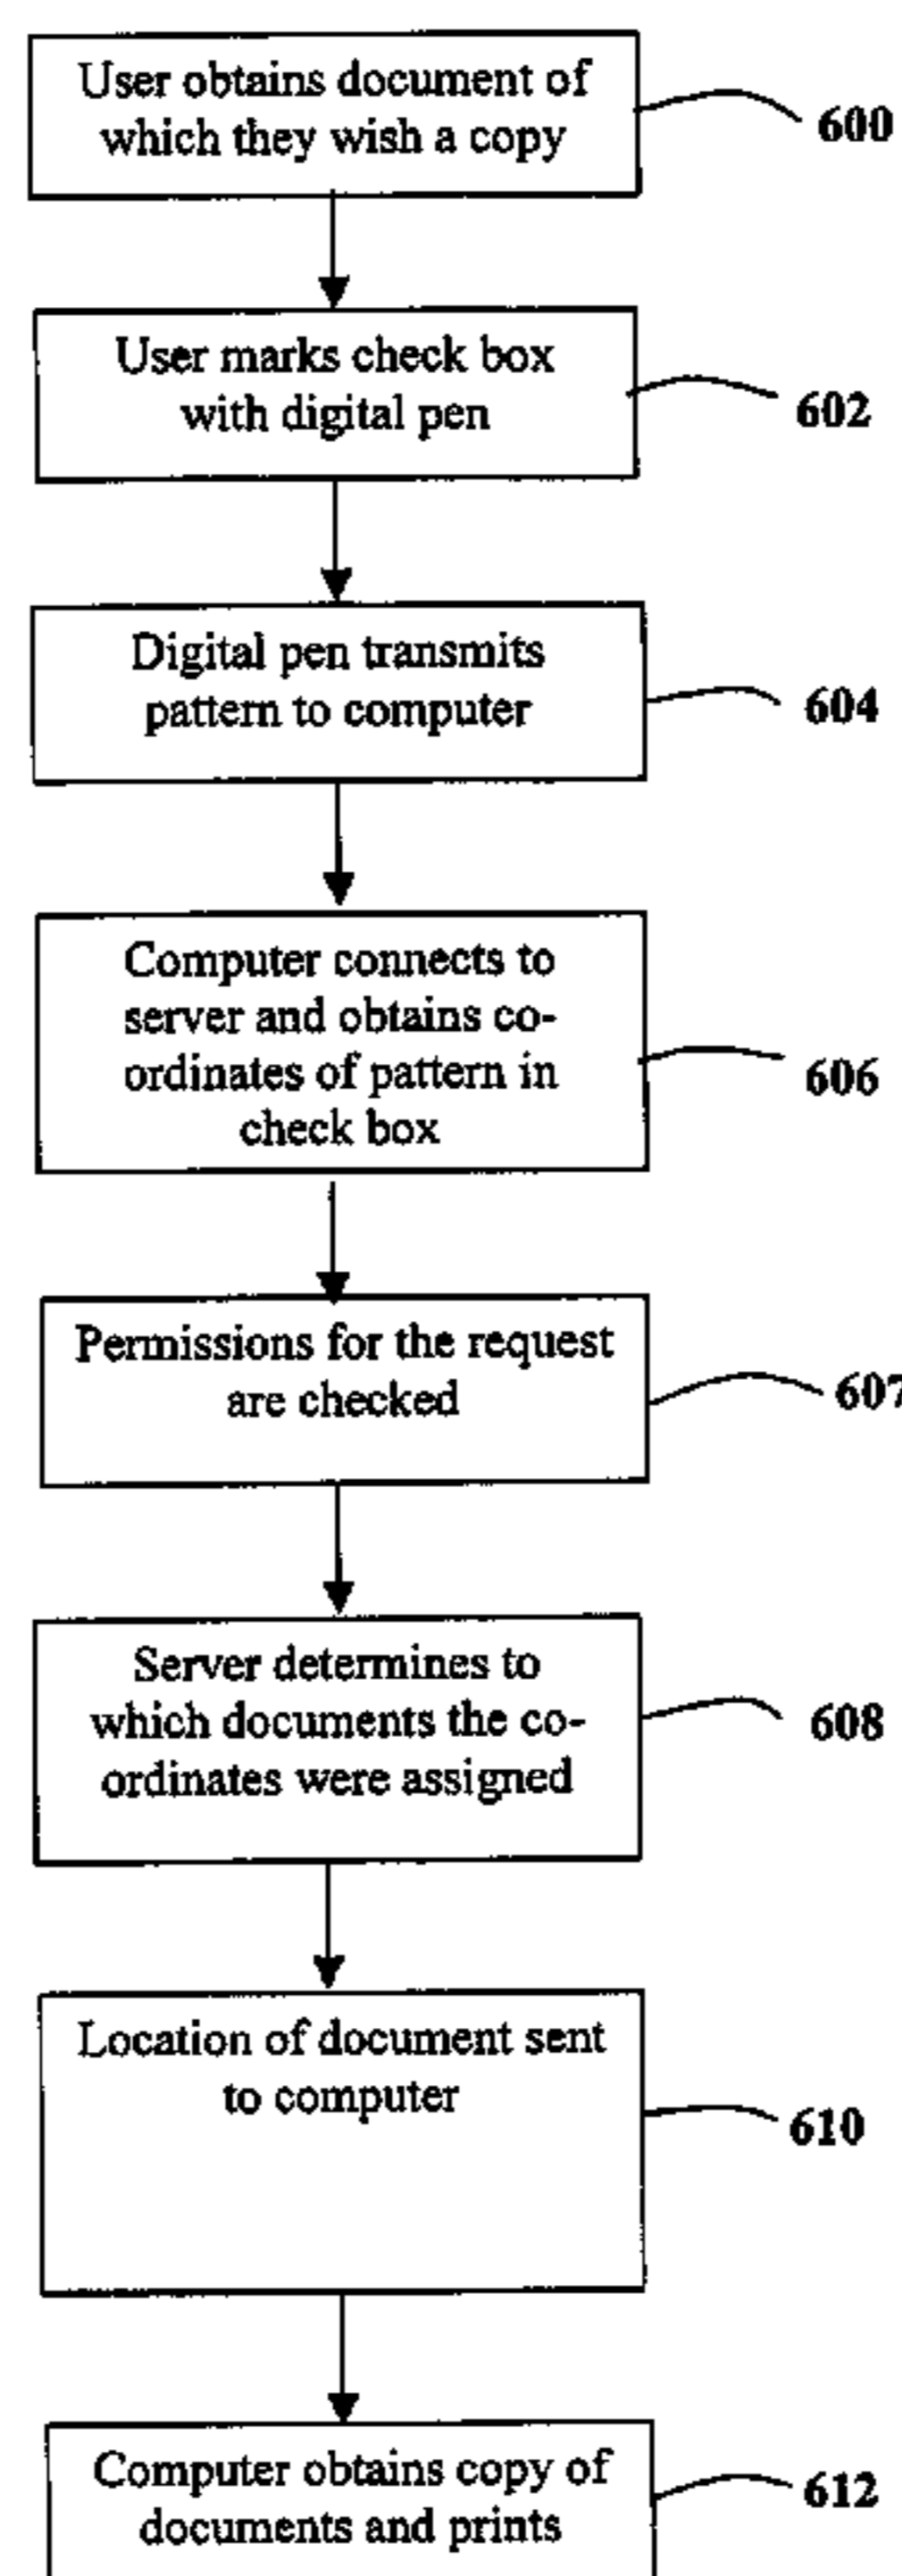 User obtains document of
which they wish a copy
600
User marks check box
with digital pen
602
Digital pen transmits
pattern to computer
604
Computer connects to
server and obtains co-
ordinates of pattern in
check box
606
Permissions for the request
are checked
607
Server determines to
which documents the co-
ordinates were assigned
608
Location of document sent
to computer
610
Computer obtains copy of
documents and prints
612